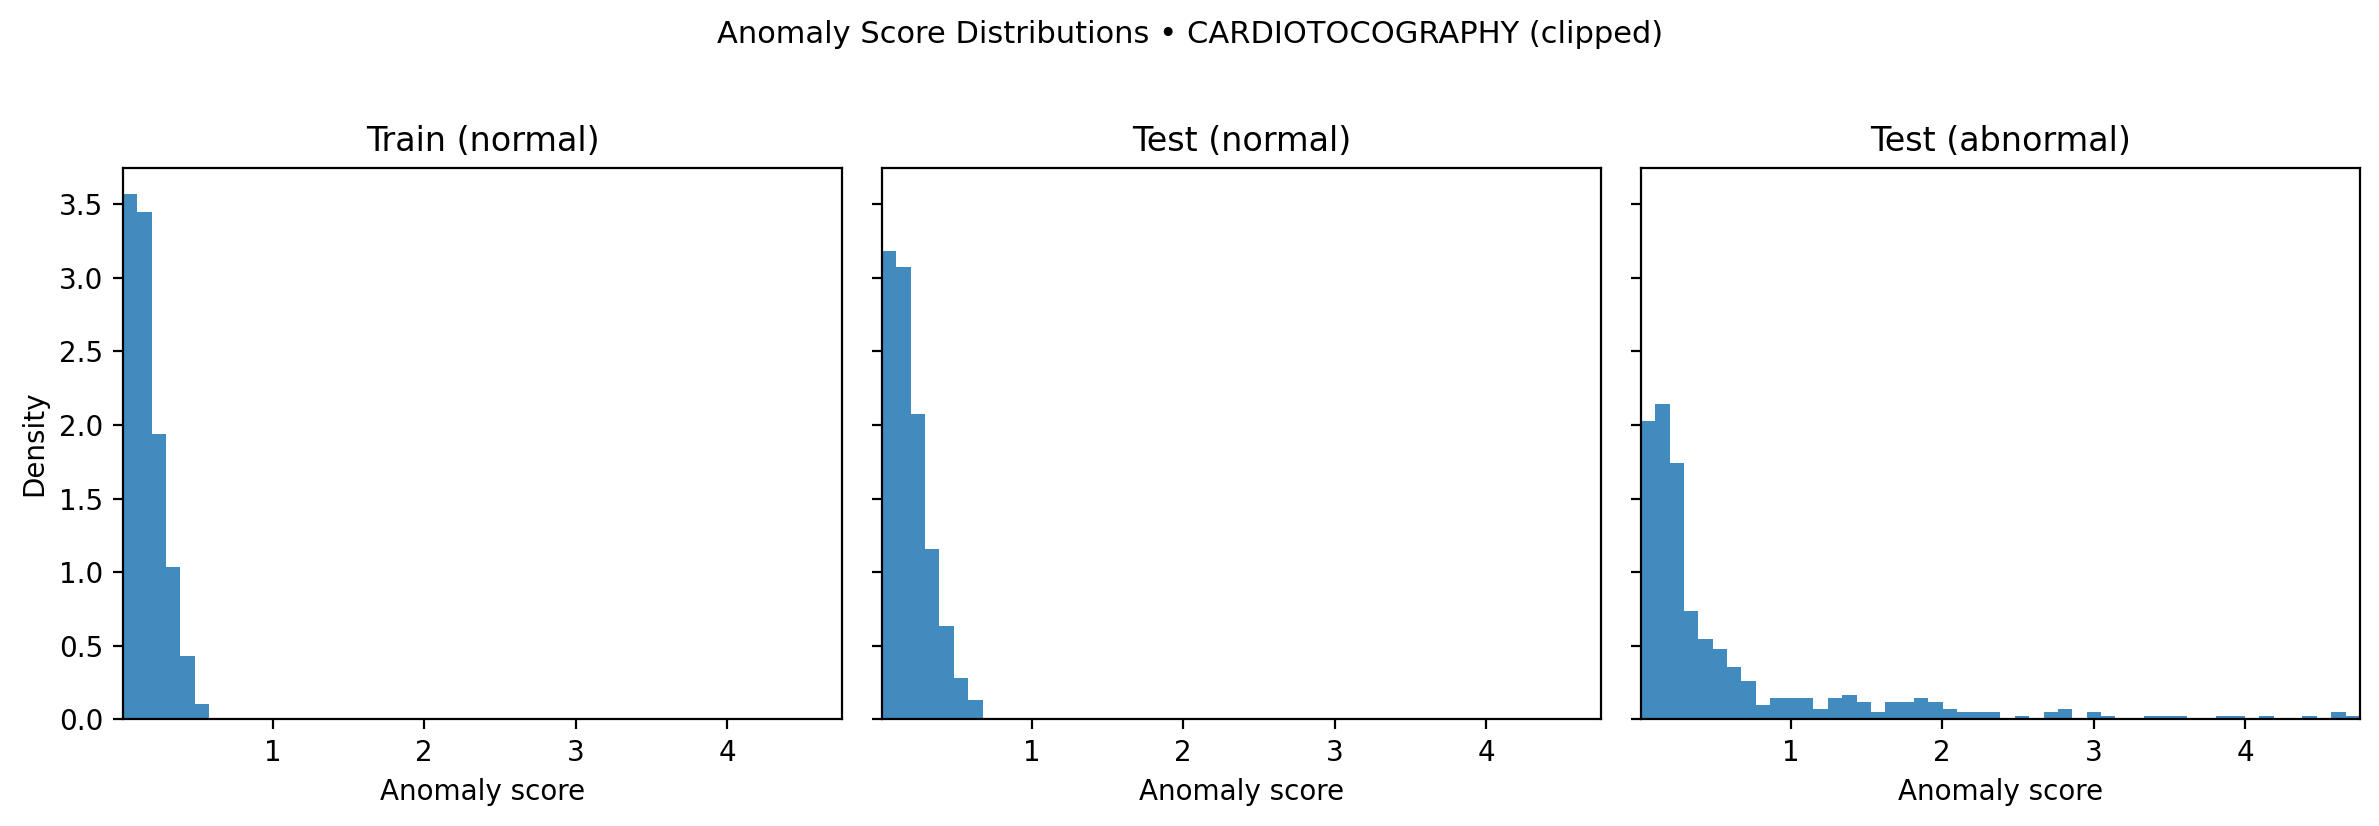 Anomaly Score Distributions • CARDIOTOCOGRAPHY (clipped)
Train (normal)
Test (normal)
Test (abnormal)
Density
3.5
3.0
2.5
2.0
1.5
1.0
0.5
0.0
1 2 3 4
1 2 3 4
1 2 3 4
Anomaly score
Anomaly score
Anomaly score